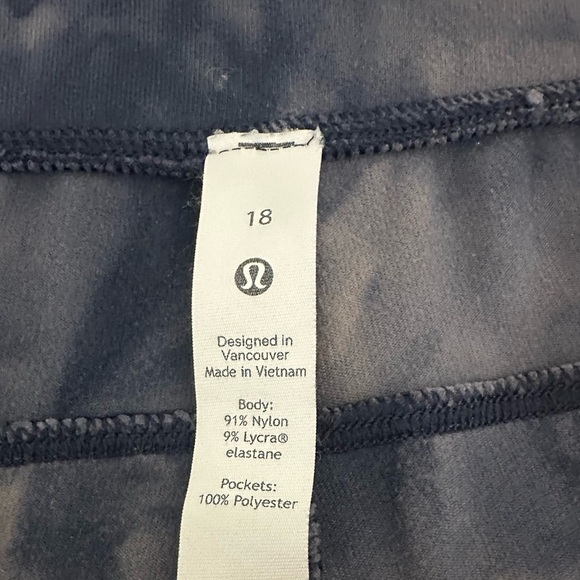 18
Designed in
Vancouver
Made in Vietnam
Body:
91% Nylon
9% Lycra®
elastane
Pockets:
100% Polyester